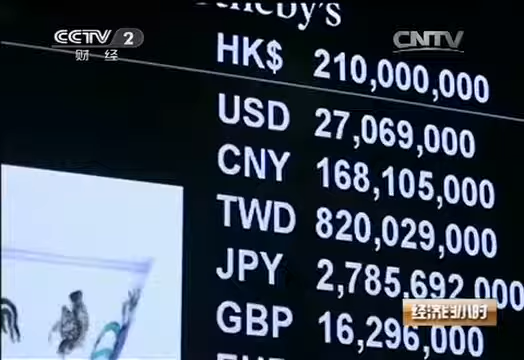 theby's
CCTV 2
财经
CNTV
HK$ 210,000,000
USD 27,069,000
CNY 168,105,000
TWD 820,029,000
JPY 2,785,692,000
GBP 16,296,000
经济半小时